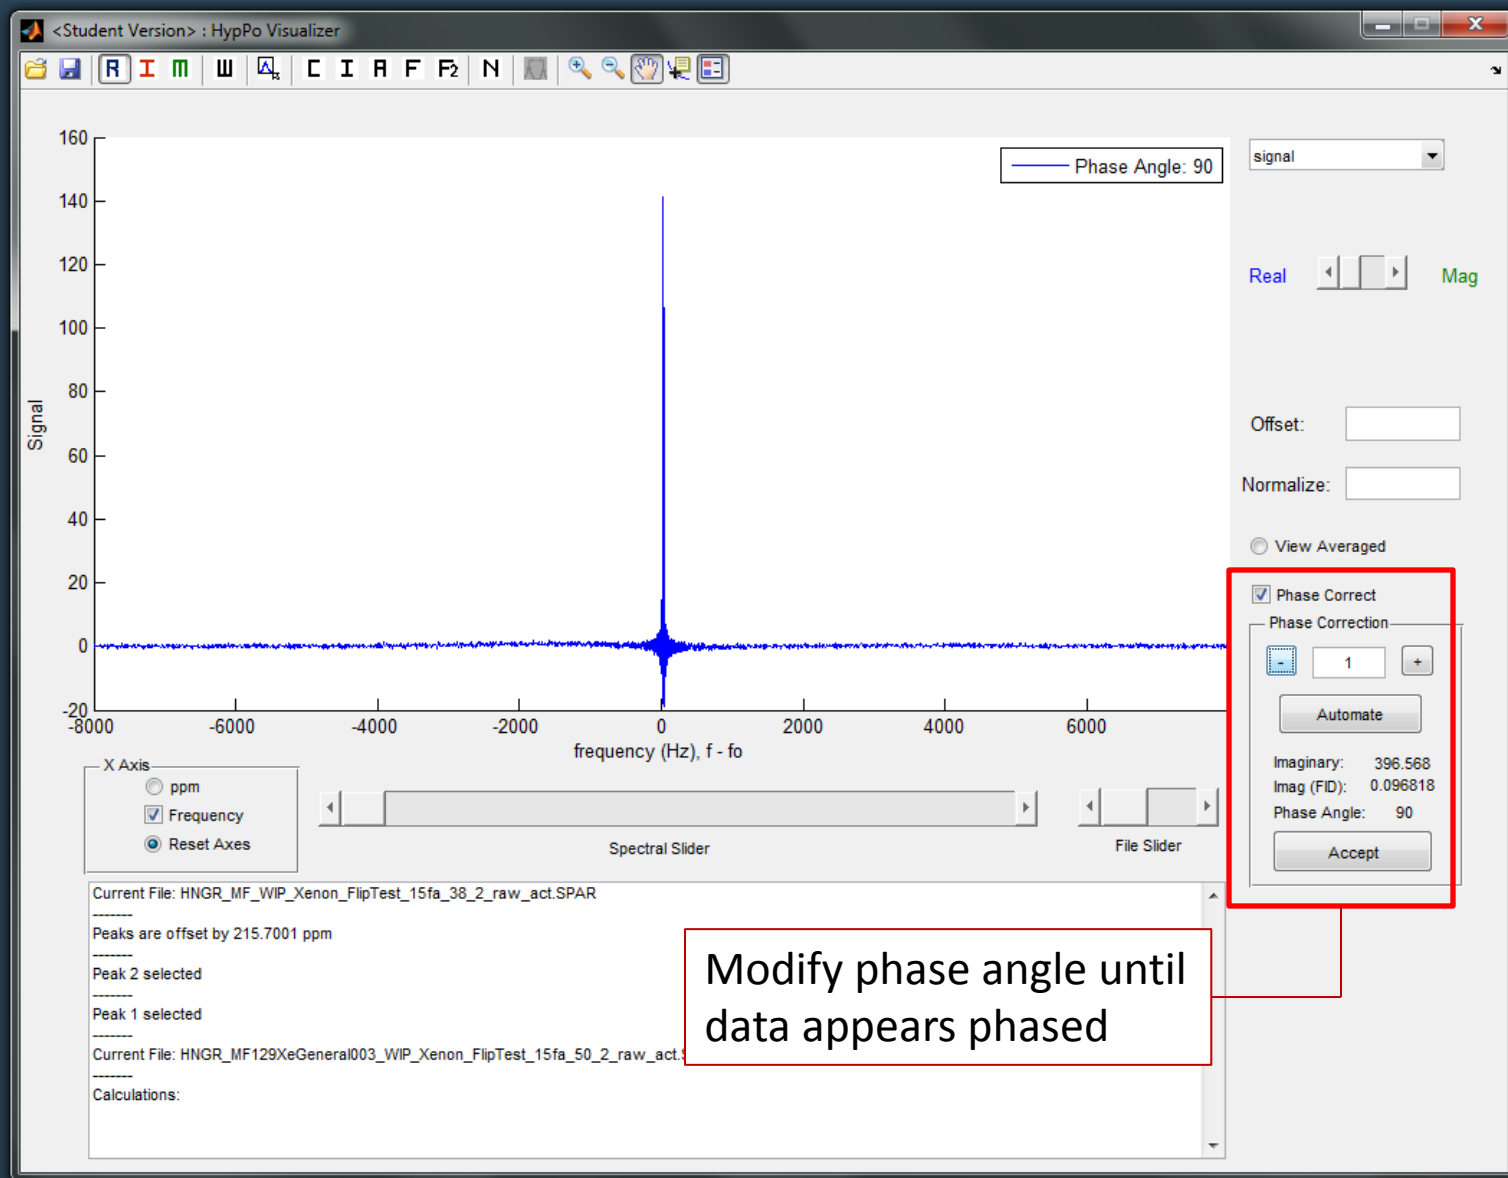 <Student Version> : HypPo Visualizer
R I m Ш C I A F F2 N
160
140
120
100
80
60
40
20
0
-20
Signal
Phase Angle: 90
-8000 -6000 -4000 -2000 0 2000 4000 6000
frequency (Hz), f - fo
signal
Real Mag
Offset:
Normalize:
View Averaged
Phase Correct
Phase Correction
- 1 +
Automate
Imaginary: 396.568
Imag (FID): 0.096818
Phase Angle: 90
Accept
X Axis
ppm
Frequency
Reset Axes
Spectral Slider
File Slider
Current File: HNGR_MF_WIP_Xenon_FlipTest_15fa_38_2_raw_act.SPAR
-------
Peaks are offset by 215.7001 ppm
-------
Peak 2 selected
-------
Peak 1 selected
-------
Current File: HNGR_MF129XeGeneral003_WIP_Xenon_FlipTest_15fa_50_2_raw_act.
-------
Calculations:
Modify phase angle until
data appears phased